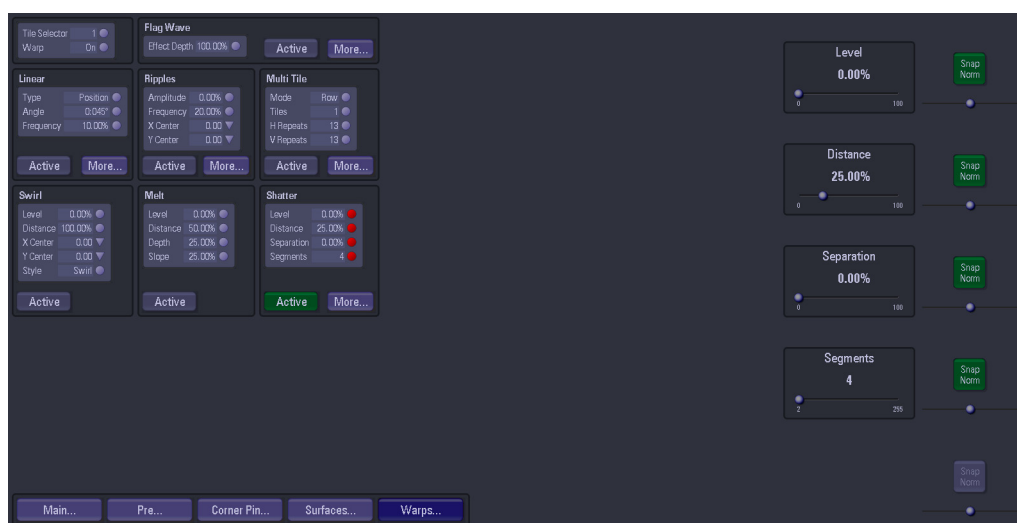 Tile Selector 1
Warp On
Flag Wave
Effect Depth 100.00%
Active More...
Linear
Type Position
Angle 0.045°
Frequency 10.00%
Active More...
Ripples
Amplitude 0.00%
Frequency 20.00%
X Center 0.00
Y Center 0.00
Active More...
Multi Tile
Mode Row
Tiles 1
H Repeats 13
V Repeats 13
Active More...
Swirl
Level 0.00%
Distance 100.00%
X Center 0.00
Y Center 0.00
Style Swirl
Active
Melt
Level 0.00%
Distance 50.00%
Depth 25.00%
Slope 25.00%
Active
Shatter
Level 0.00%
Distance 25.00%
Separation 0.00%
Segments 4
Active More...
Level
0.00%
0 100
Snap
Norm
Distance
25.00%
0 100
Snap
Norm
Separation
0.00%
0 100
Snap
Norm
Segments
4
2 255
Snap
Norm
Snap
Norm
Main... Pre... Corner Pin... Surfaces... Warps...